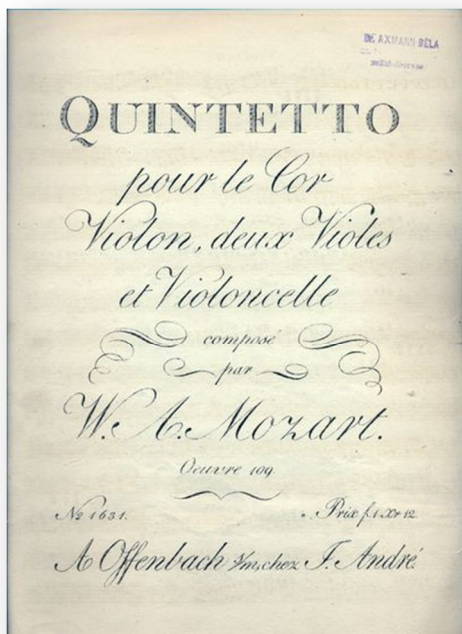 DR AXMANN BÉLA
QUINTETTO
pour le Cor
Violon, deux Violes
et Violoncelle
composé
par
W. A. Mozart.
Oeuvre 109.
No 1631. Prix f. 1. Xr 12.
A Offenbach s/m, chez J. André.